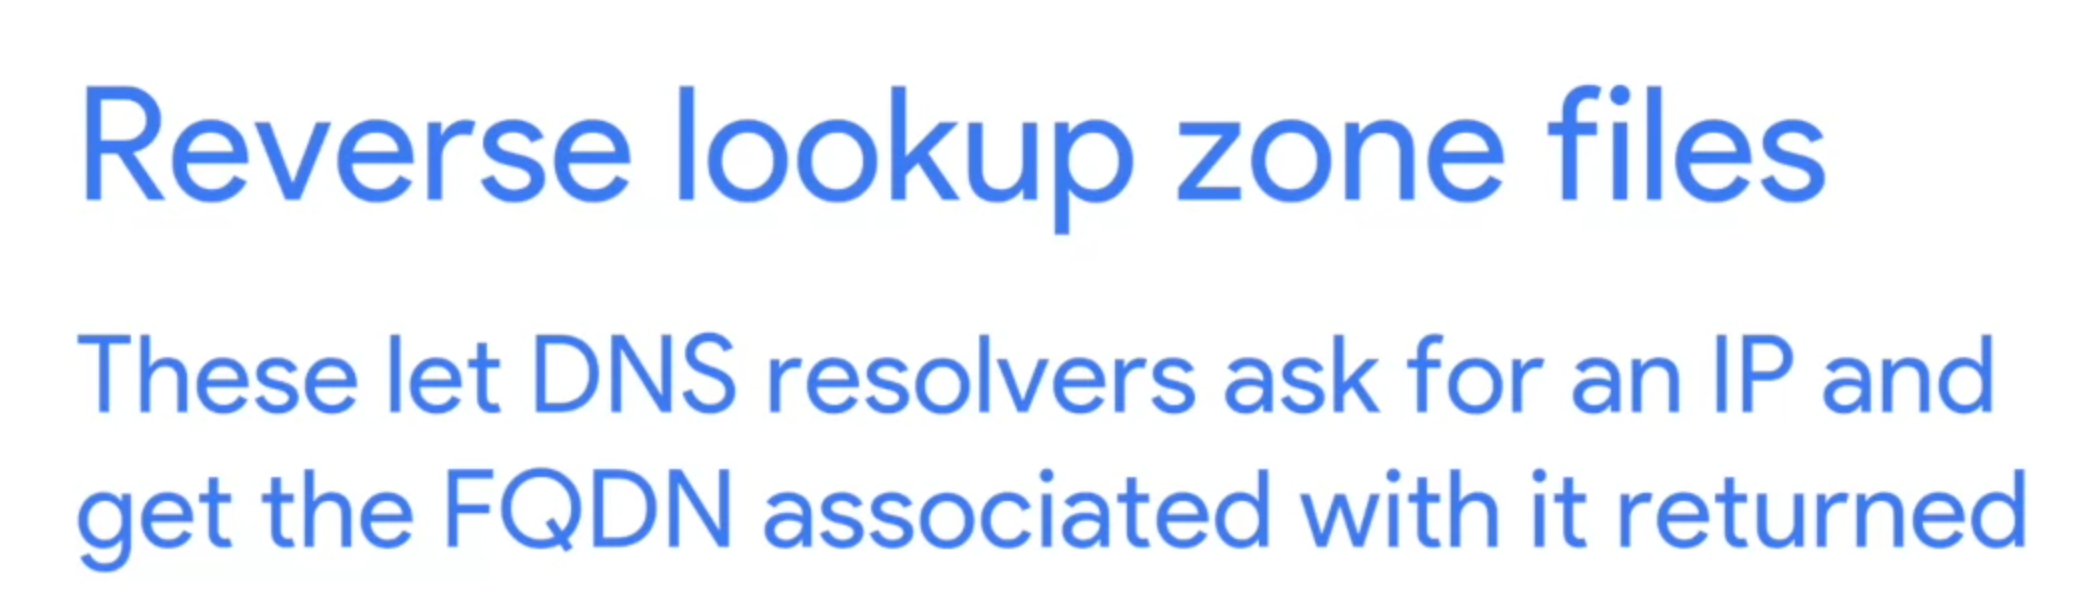 Reverse lookup zone files
These let DNS resolvers ask for an IP and
get the FQDN associated with it returned